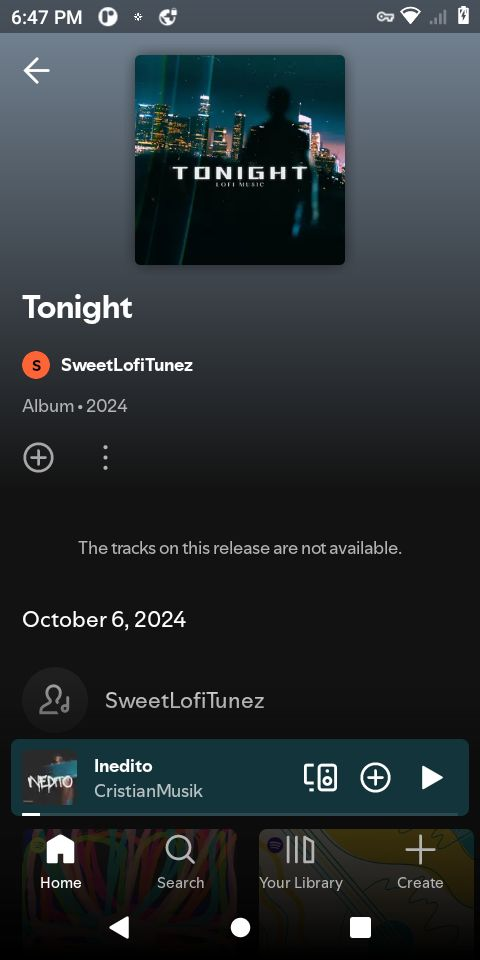 6:47 PM
TONIGHT
LOFI MUSIC
Tonight
S SweetLofiTunez
Album • 2024
The tracks on this release are not available.
October 6, 2024
SweetLofiTunez
INEDITO
Inedito
CristianMusik
Home Search Your Library Create